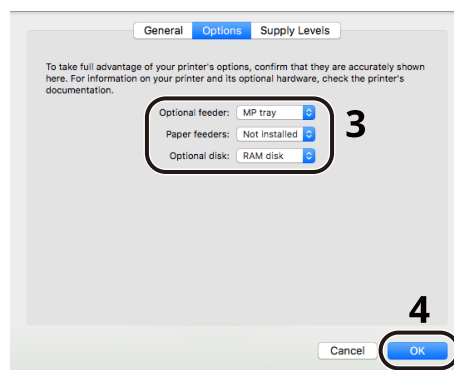 General Options Supply Levels
To take full advantage of your printer's options, confirm that they are accurately shown
here. For information on your printer and its optional hardware, check the printer's
documentation.
Optional feeder: MP tray
Paper feeders: Not installed
3
Optional disk: RAM disk
4
Cancel OK